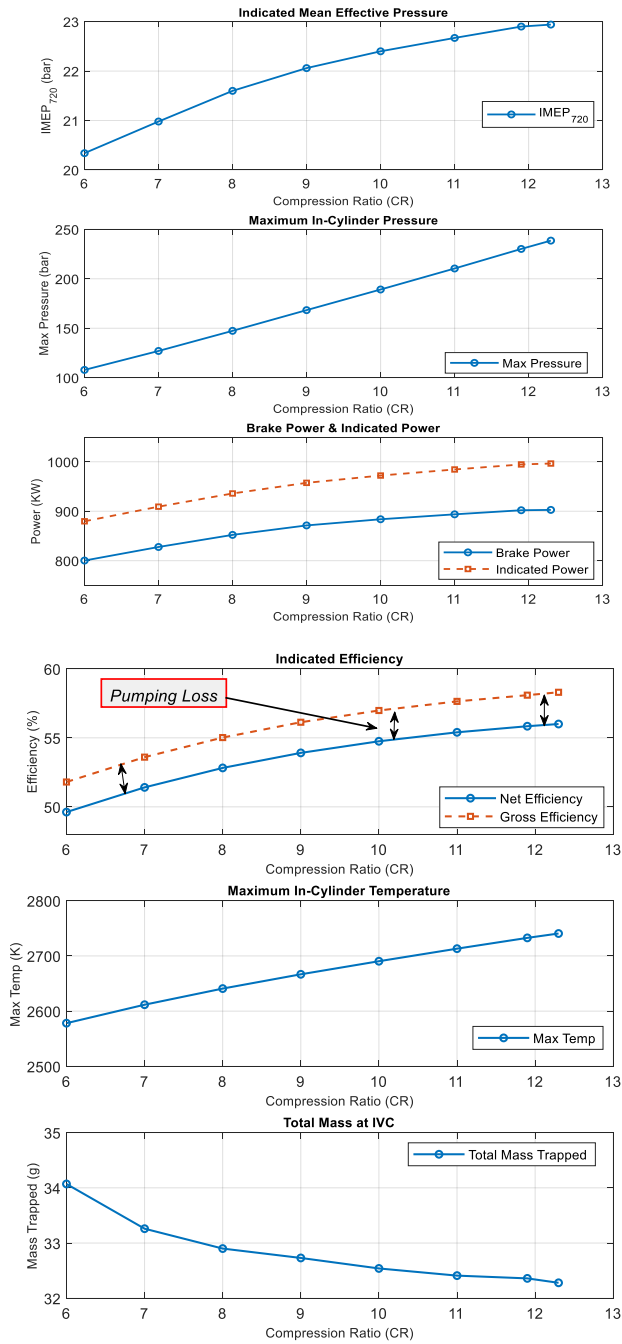 Indicated Mean Effective Pressure
23
22
21
20
IMEP720 (bar)
IMEP720
6 7 8 9 10 11 12 13
Compression Ratio (CR)
Maximum In-Cylinder Pressure
250
200
150
100
Max Pressure (bar)
Max Pressure
6 7 8 9 10 11 12 13
Compression Ratio (CR)
Brake Power & Indicated Power
1000
900
800
Power (KW)
Brake Power
Indicated Power
6 7 8 9 10 11 12 13
Compression Ratio (CR)
Indicated Efficiency
60
55
50
Efficiency (%)
Pumping Loss
Net Efficiency
Gross Efficiency
6 7 8 9 10 11 12 13
Compression Ratio (CR)
Maximum In-Cylinder Temperature
2800
2700
2600
2500
Max Temp (K)
Max Temp
6 7 8 9 10 11 12 13
Compression Ratio (CR)
Total Mass at IVC
35
34
33
32
Mass Trapped (g)
Total Mass Trapped
6 7 8 9 10 11 12 13
Compression Ratio (CR)